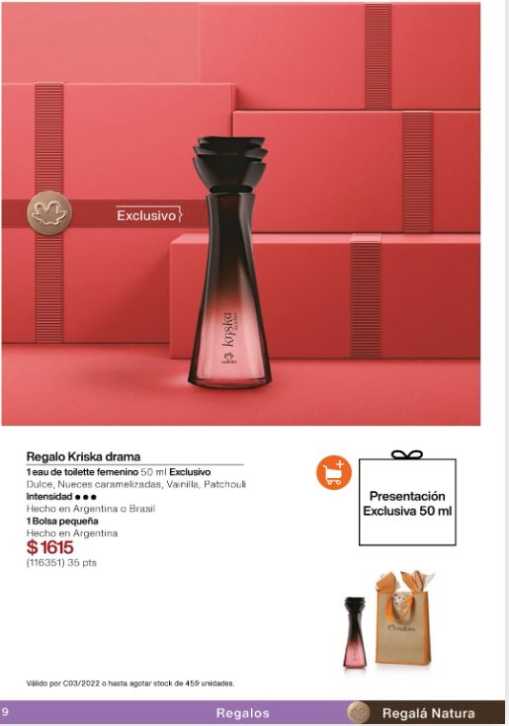 Exclusivo
kriska
natura
Regalo Kriska drama
1 eau de toilette femenino 50 ml Exclusivo
Dulce, Nueces caramelizadas, Vainilla, Patchouli
Intensidad ●●●
Hecho en Argentina o Brasil
1 Bolsa pequeña
Hecho en Argentina
$ 1615
(116351) 35 pts
Presentación
Exclusiva 50 ml
Válido por C03/2022 o hasta agotar stock de 459 unidades.
9
Regalos
Regalá Natura